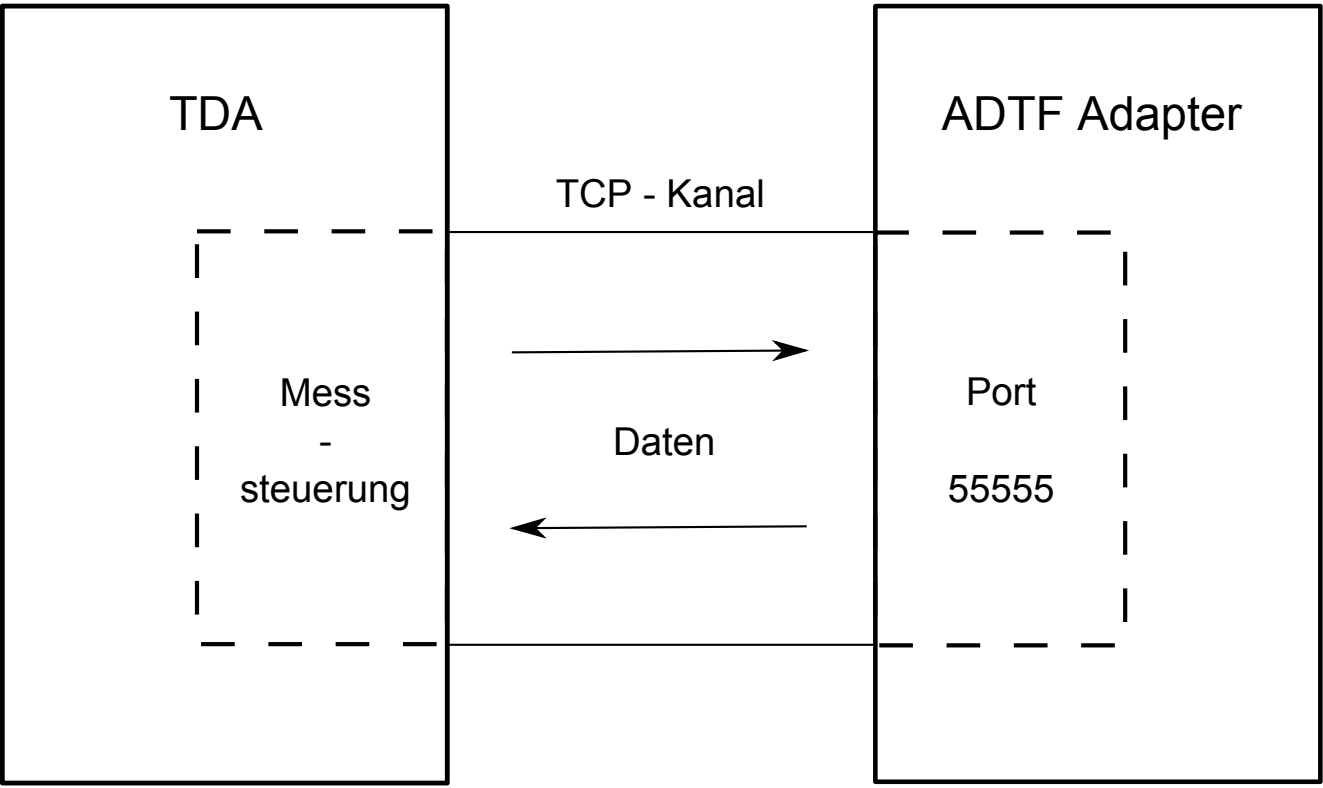 TDA
ADTF Adapter
TCP - Kanal
Mess
-
steuerung
Daten
Port
55555